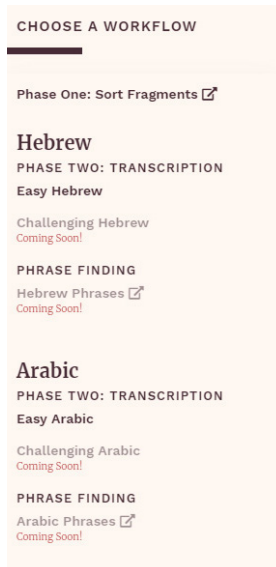 CHOOSE A WORKFLOW
Phase One: Sort Fragments
Hebrew
PHASE TWO: TRANSCRIPTION
Easy Hebrew
Challenging Hebrew
Coming Soon!
PHRASE FINDING
Hebrew Phrases
Coming Soon!
Arabic
PHASE TWO: TRANSCRIPTION
Easy Arabic
Challenging Arabic
Coming Soon!
PHRASE FINDING
Arabic Phrases
Coming Soon!